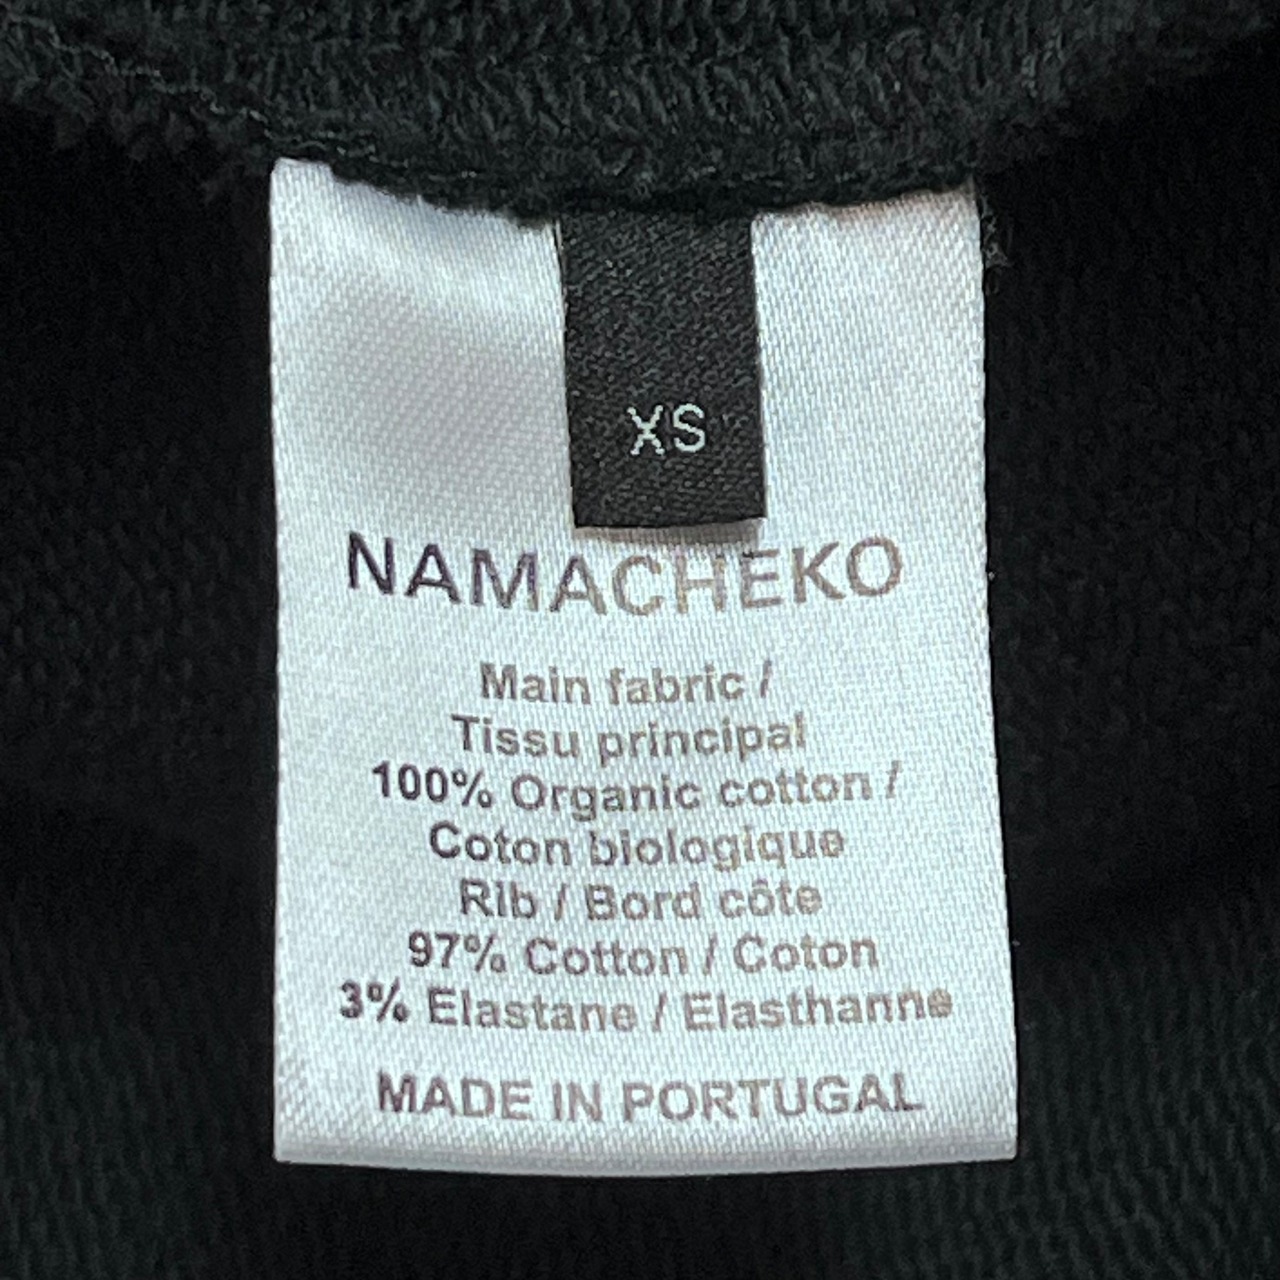 XS
NAMACHEKO
Main fabric /
Tissu principal
100% Organic cotton /
Coton biologique
Rib / Bord côte
97% Cotton / Coton
3% Elastane / Elasthanne
MADE IN PORTUGAL